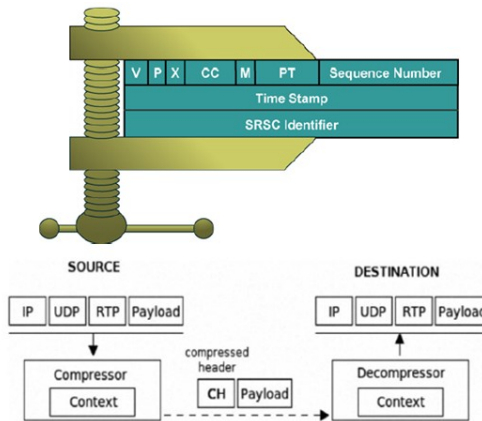 V P X CC M PT Sequence Number
Time Stamp
SRSC Identifier
SOURCE DESTINATION
IP UDP RTP Payload IP UDP RTP Payload
compressed
header
Compressor Decompressor
Context CH Payload Context